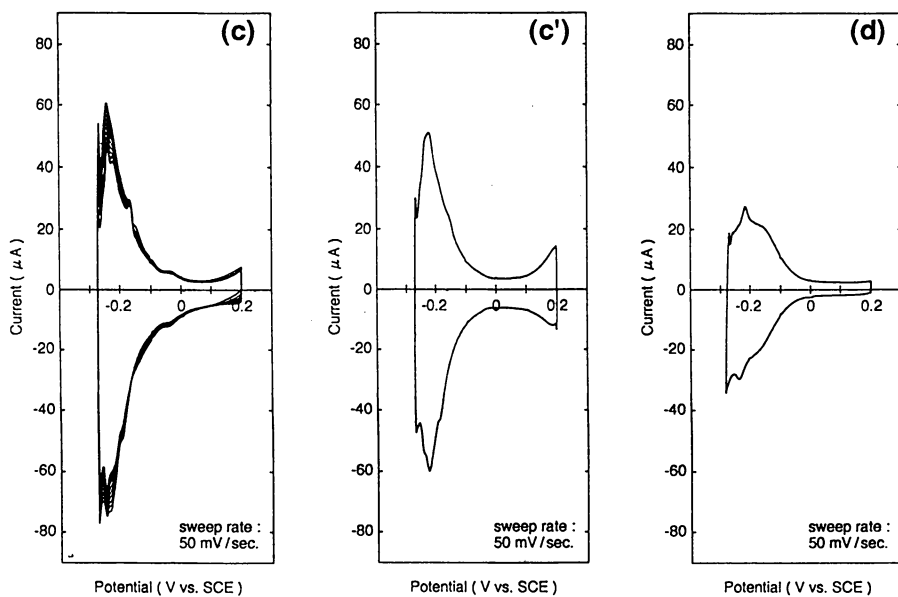 (c)
80
60
40
20
0
-20
-40
-60
-80
-0.2
0
0.2
Current ( μA )
sweep rate :
50 mV/sec.
Potential ( V vs. SCE )
(c')
80
60
40
20
0
-20
-40
-60
-80
-0.2
0
0.2
Current ( μA )
sweep rate :
50 mV/sec.
Potential ( V vs. SCE )
(d)
80
60
40
20
0
-20
-40
-60
-80
-0.2
0
0.2
Current ( μA )
sweep rate :
50 mV/sec.
Potential ( V vs. SCE )